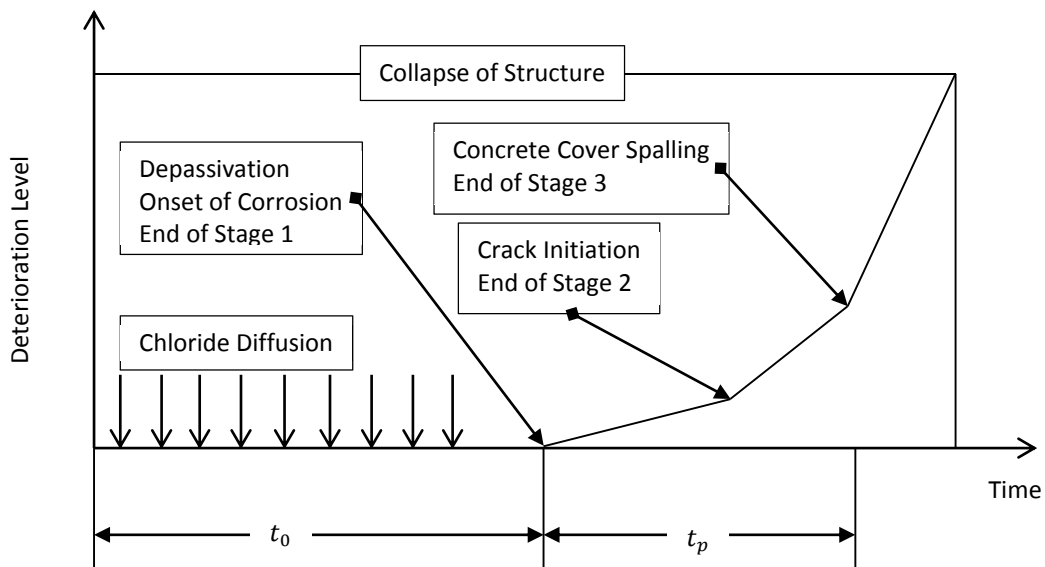 Collapse of Structure
Depassivation
Onset of Corrosion
End of Stage 1
Concrete Cover Spalling
End of Stage 3
Crack Initiation
End of Stage 2
Chloride Diffusion
Deterioration Level
Time
t₀
tₚ